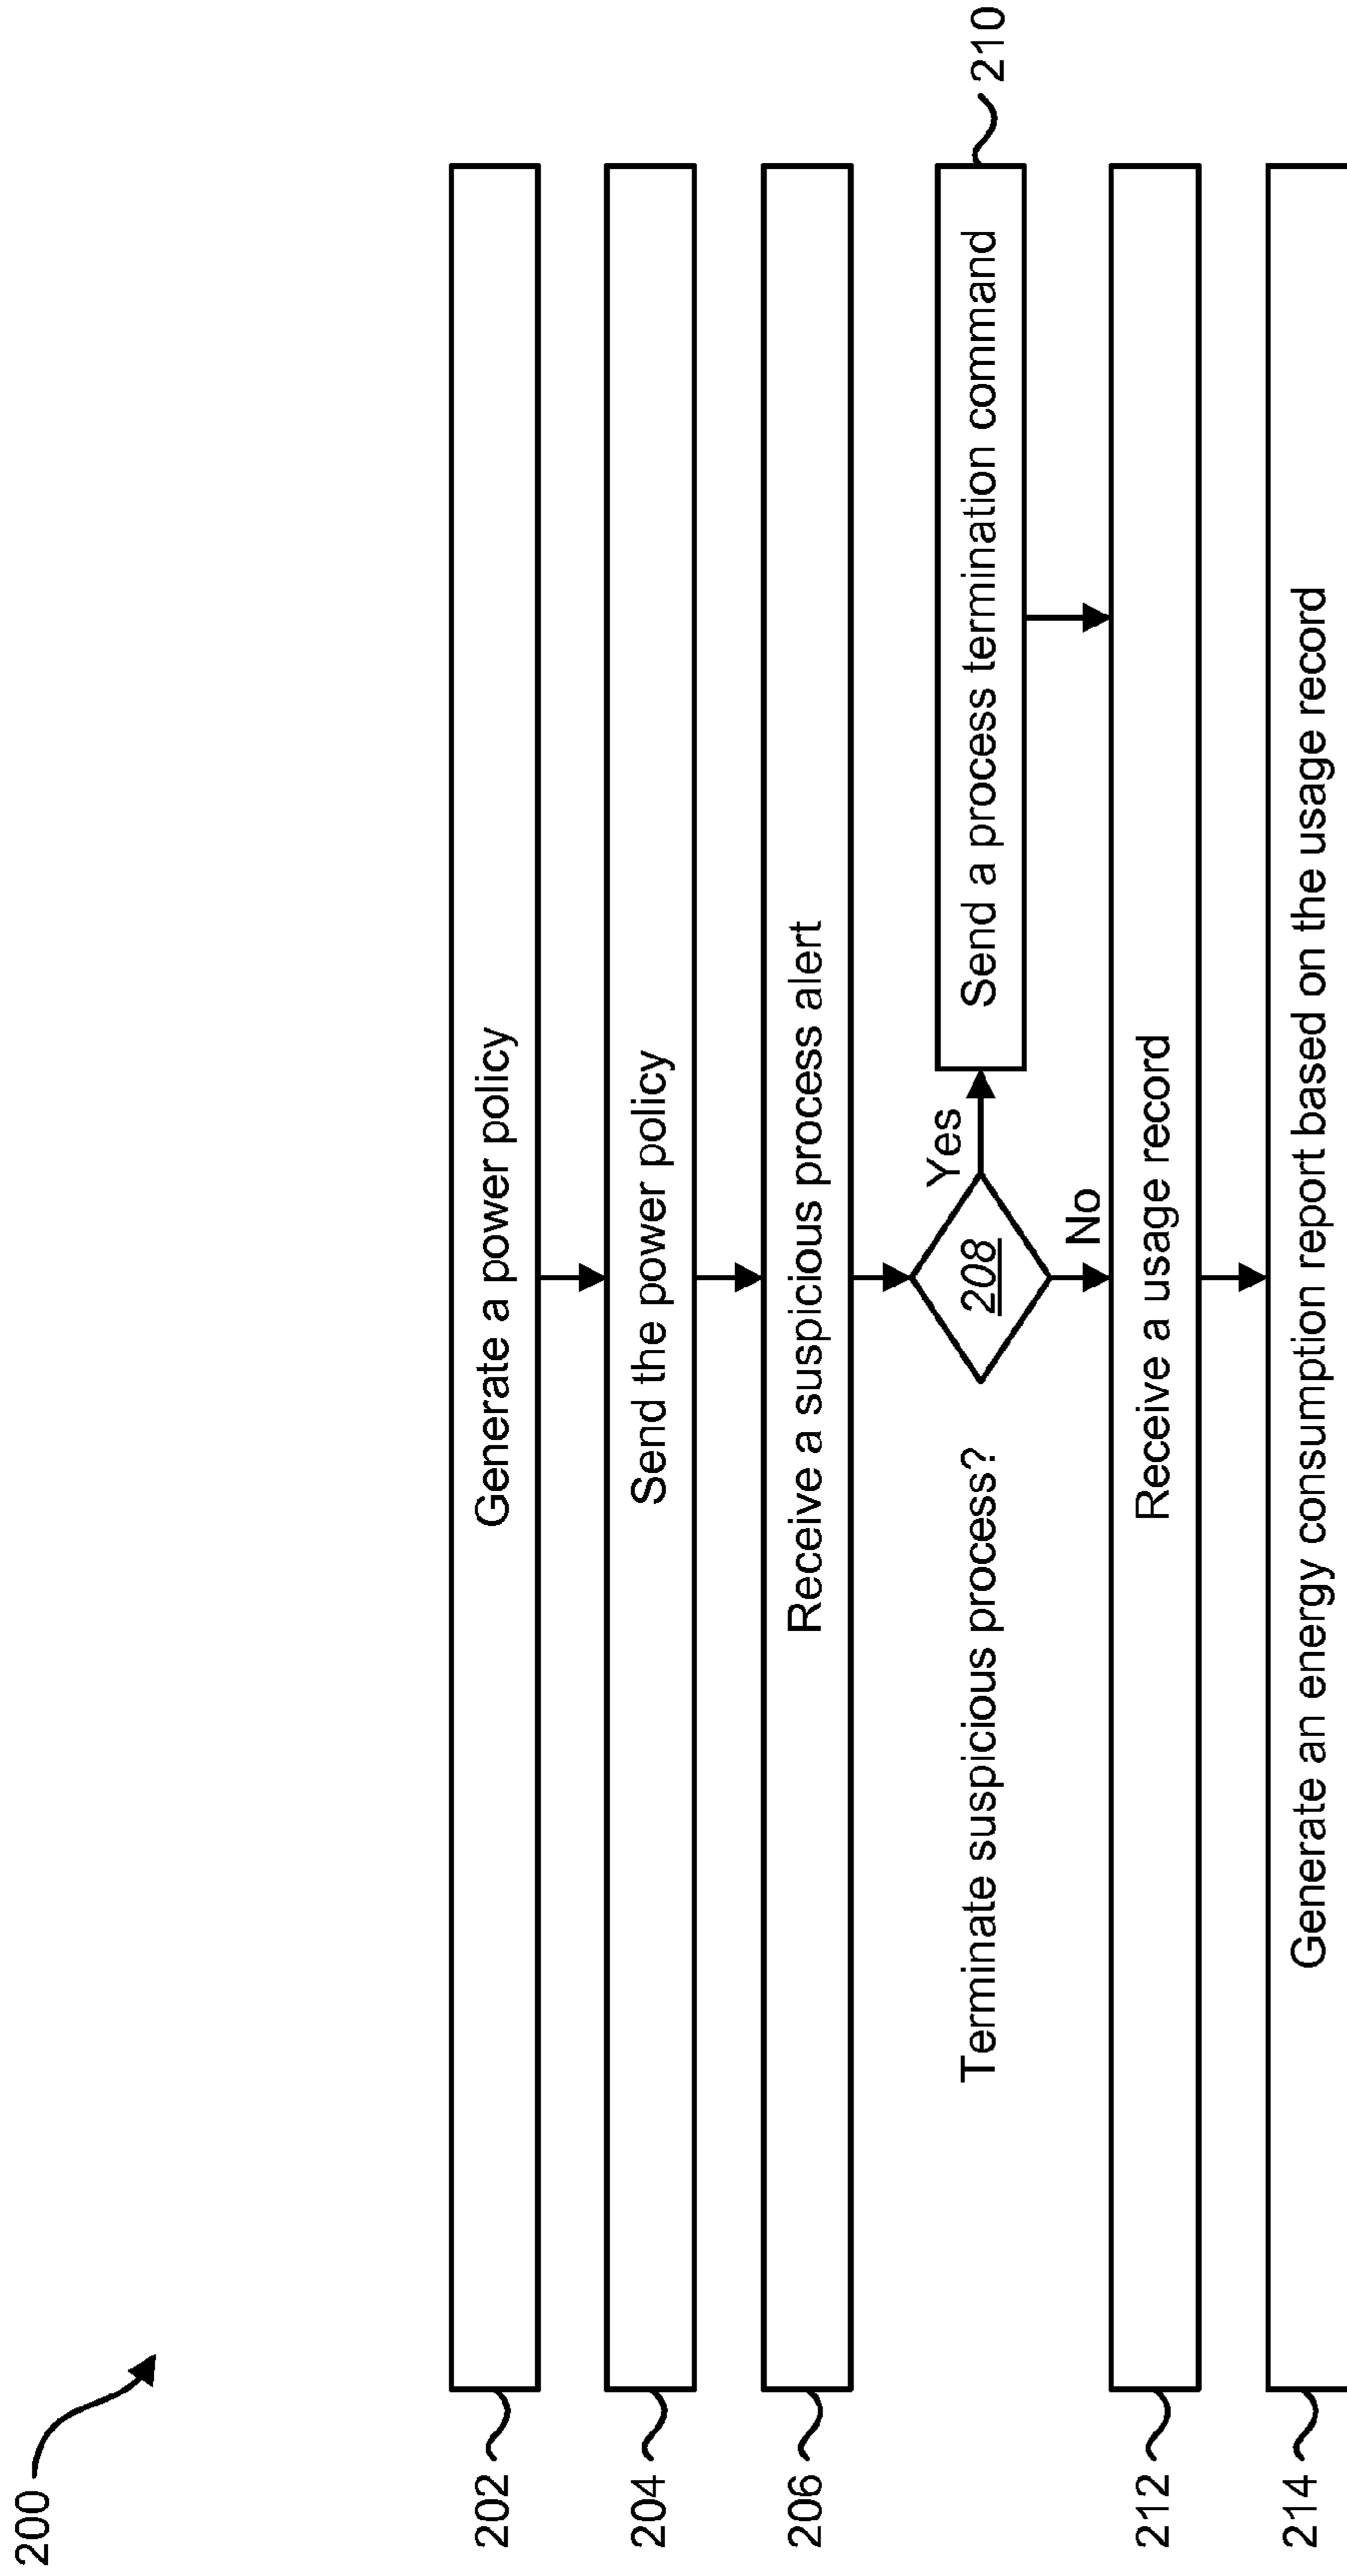 200
202
Generate a power policy
204
Send the power policy
206
Receive a suspicious process alert
Terminate suspicious process?
208
Yes
Send a process termination command
210
No
212
Receive a usage record
214
Generate an energy consumption report based on the usage record